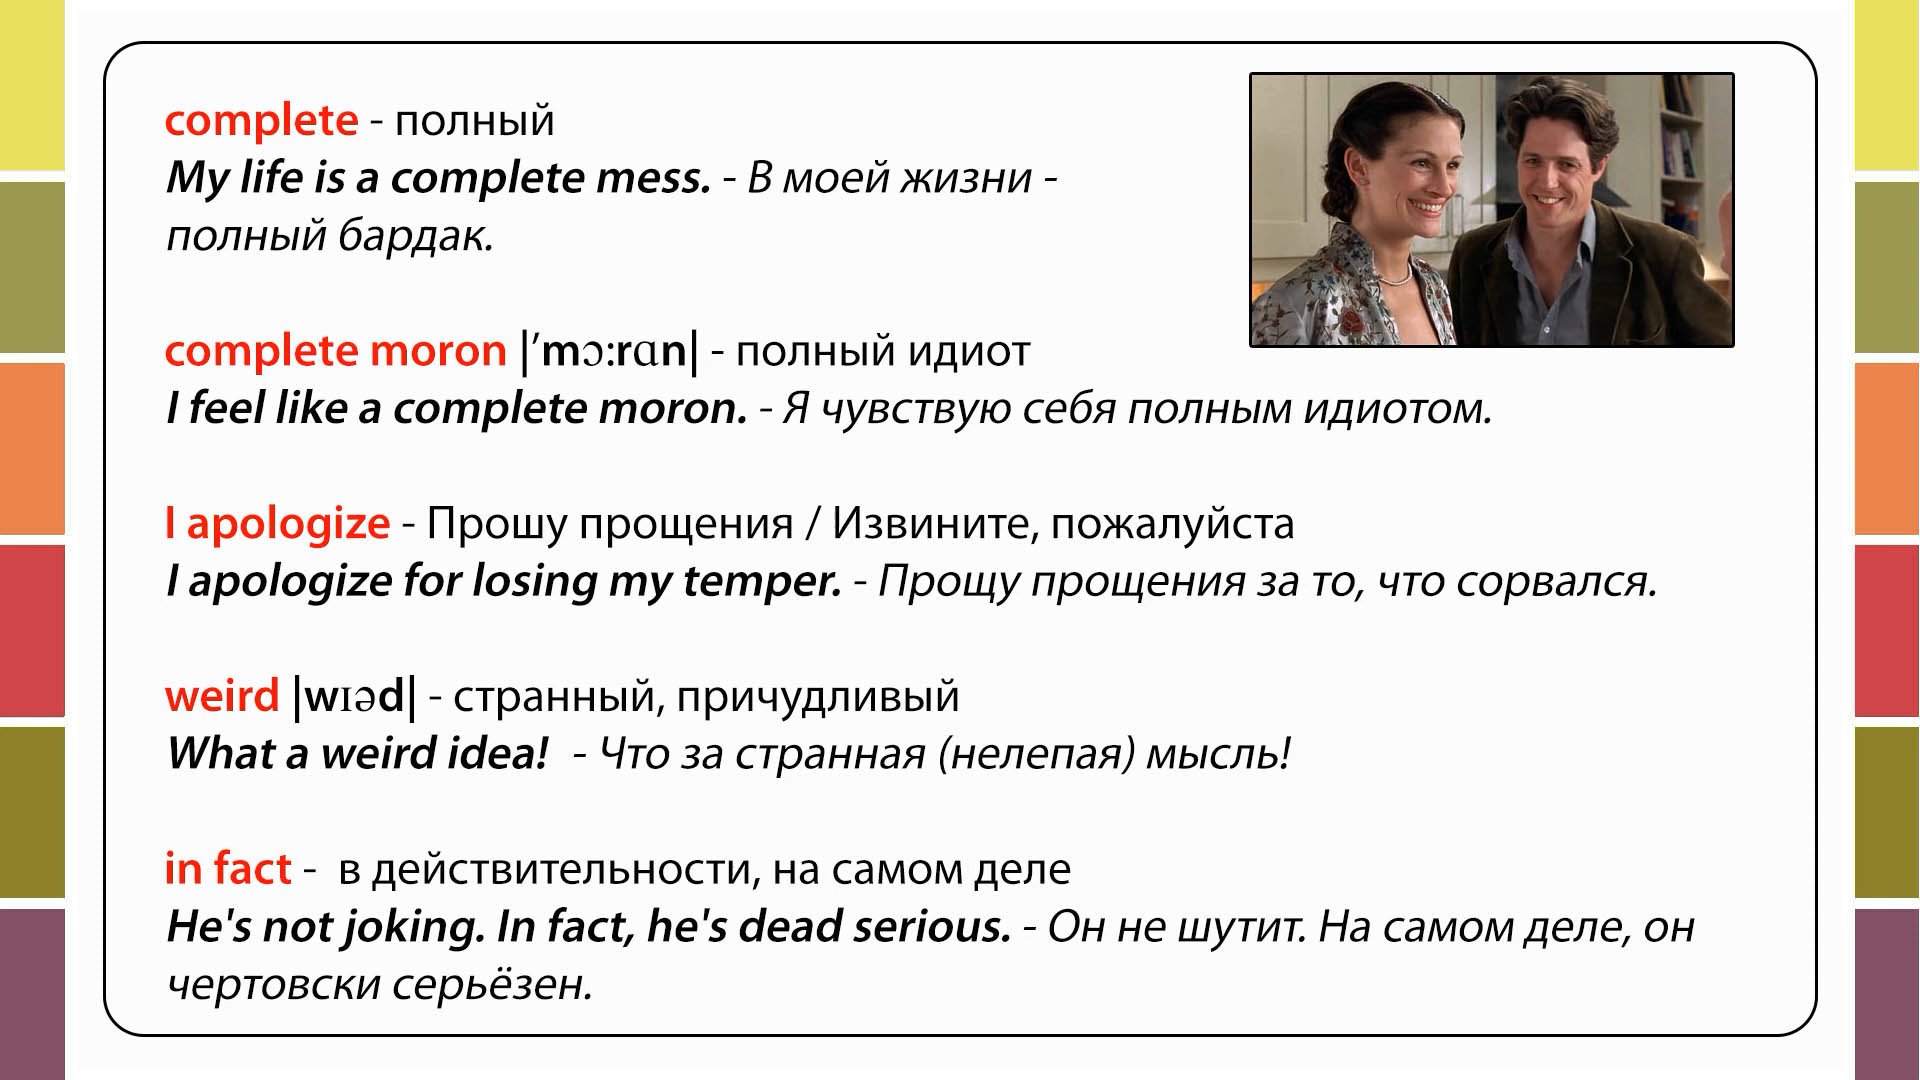 complete - полный
My life is a complete mess. - В моей жизни -
полный бардак.
complete moron |′mɔ:rɑn| - полный идиот
I feel like a complete moron. - Я чувствую себя полным идиотом.
I apologize - Прошу прощения / Извините, пожалуйста
I apologize for losing my temper. - Прощу прощения за то, что сорвался.
weird |wɪəd| - странный, причудливый
What a weird idea! - Что за странная (нелепая) мысль!
in fact - в действительности, на самом деле
He's not joking. In fact, he's dead serious. - Он не шутит. На самом деле, он
чертовски серьёзен.